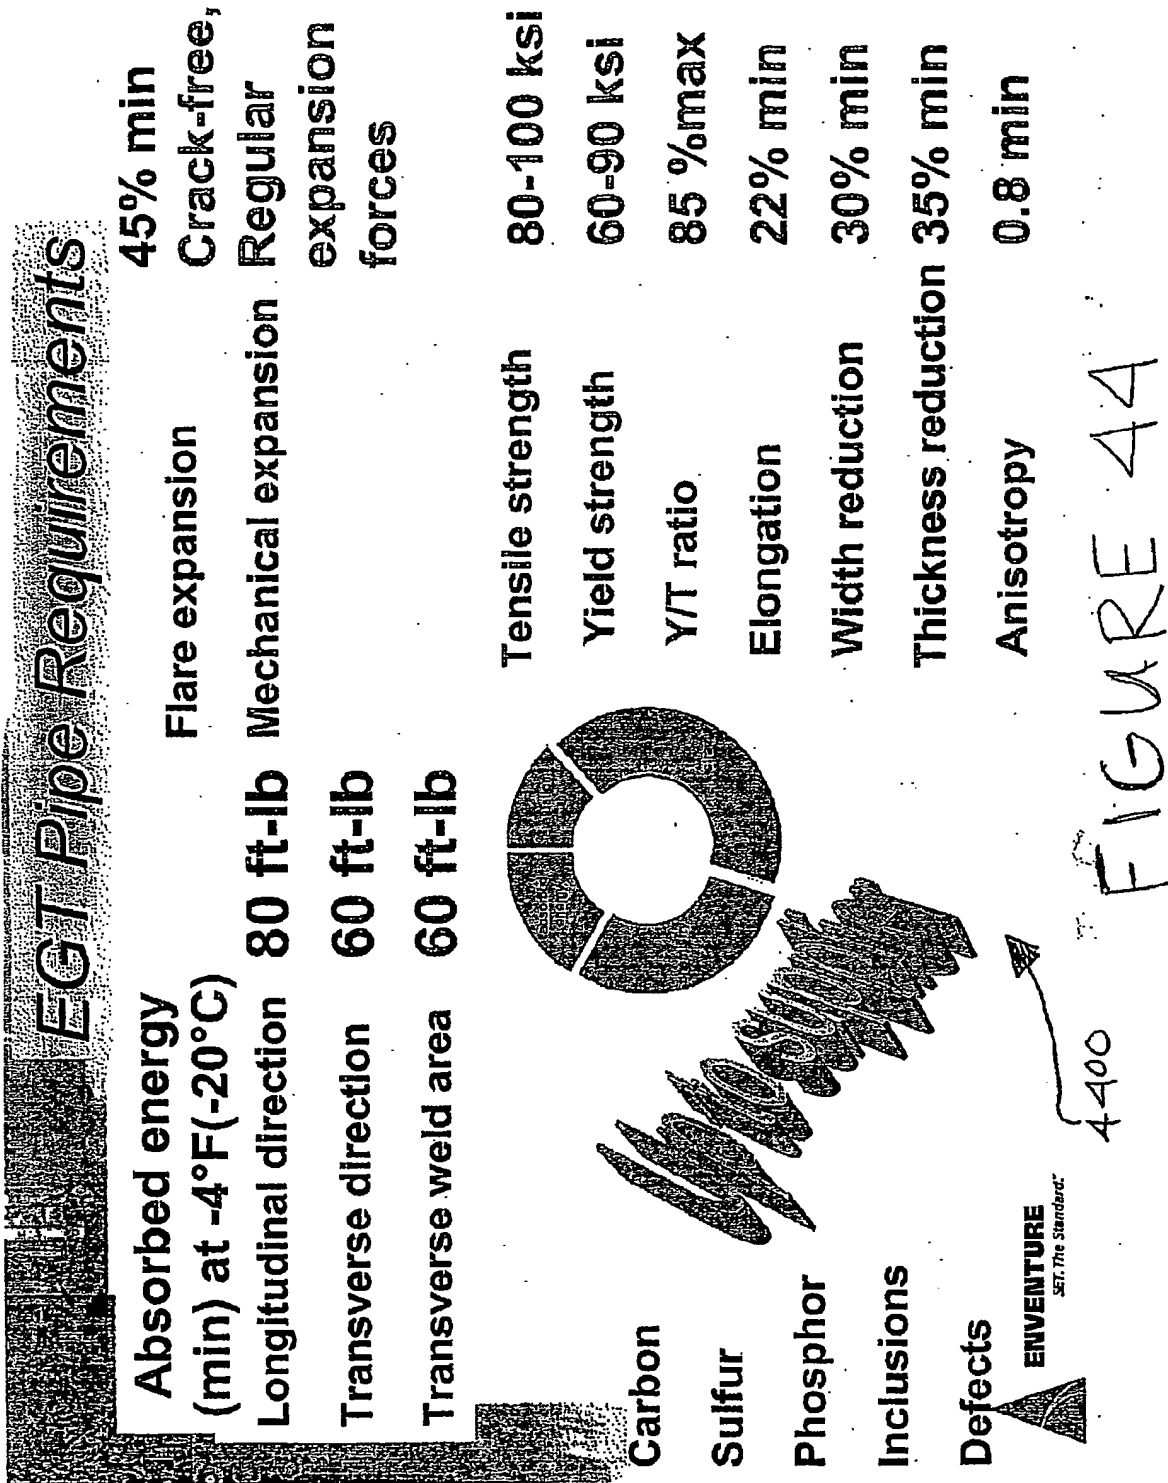 EGT Pipe Requirements
Absorbed energy
(min) at -4°F(-20°C)
Longitudinal direction 80 ft-lb
Transverse direction 60 ft-lb
Transverse weld area 60 ft-lb
Flare expansion 45% min
Mechanical expansion Crack-free,
Regular
expansion
forces
Tensile strength 80-100 ksi
Yield strength 60-90 ksi
Y/T ratio 85 %max
Elongation 22% min
Width reduction 30% min
Thickness reduction 35% min
Anisotropy 0.8 min
Carbon
Sulfur
Phosphor
Inclusions
Defects
ENVENTURE
SET. The Standard.™
4400
FIGURE 44